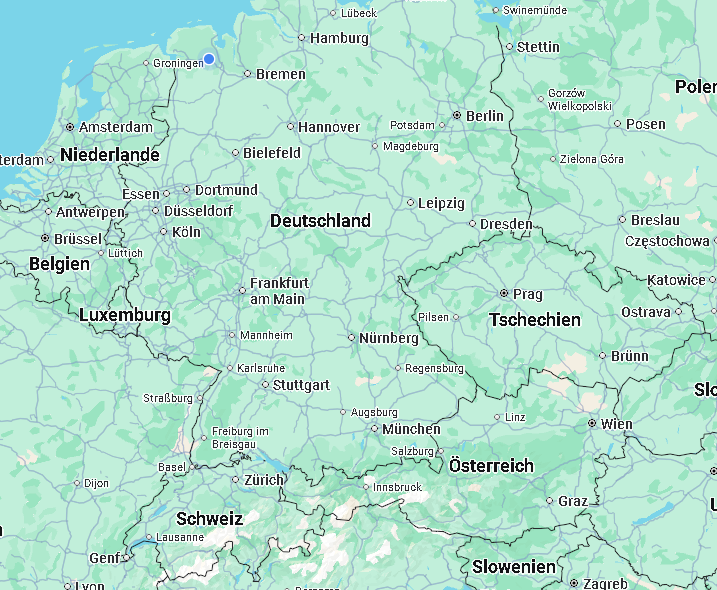 Lübeck
Swinemünde
Hamburg
Stettin
Groningen
Bremen
Polen
Gorzów
Wielkopolski
Amsterdam
Hannover
Potsdam
Berlin
Posen
terdam
Niederlande
Bielefeld
Magdeburg
Zielona Góra
Essen
Dortmund
Antwerpen
Düsseldorf
Deutschland
Leipzig
Dresden
Breslau
Brüssel
Köln
Częstochowa
Belgien
Lüttich
Frankfurt
am Main
Prag
Katowice
Luxemburg
Pilsen
Tschechien
Ostrava
Mannheim
Nürnberg
Brünn
Karlsruhe
Regensburg
Stuttgart
Slo
Straßburg
Augsburg
Linz
Wien
Freiburg im
Breisgau
München
Salzburg
Basel
Österreich
Dijon
Zürich
Innsbruck
Graz
Schweiz
Lausanne
Genf
Slowenien
Lyon
Zagreb